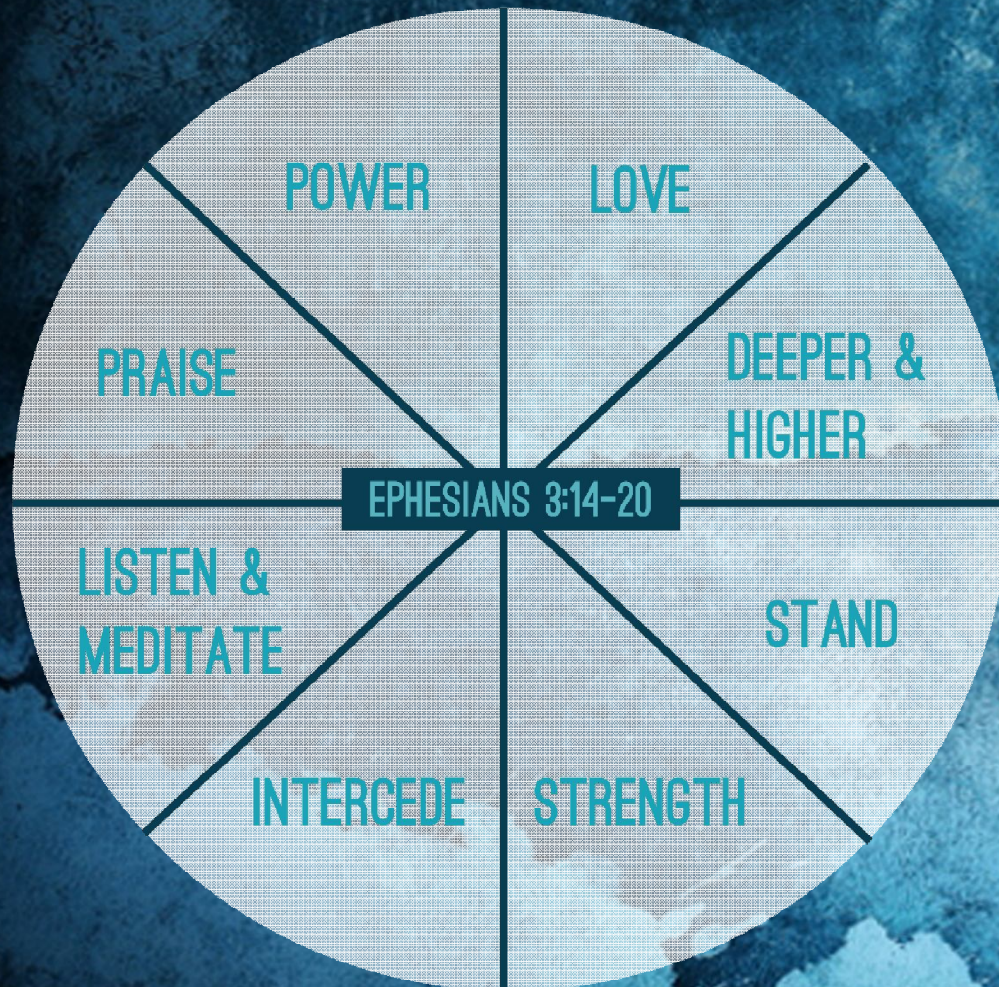 POWER
LOVE
PRAISE
DEEPER &
HIGHER
EPHESIANS 3:14-20
LISTEN &
MEDITATE
STAND
INTERCEDE
STRENGTH